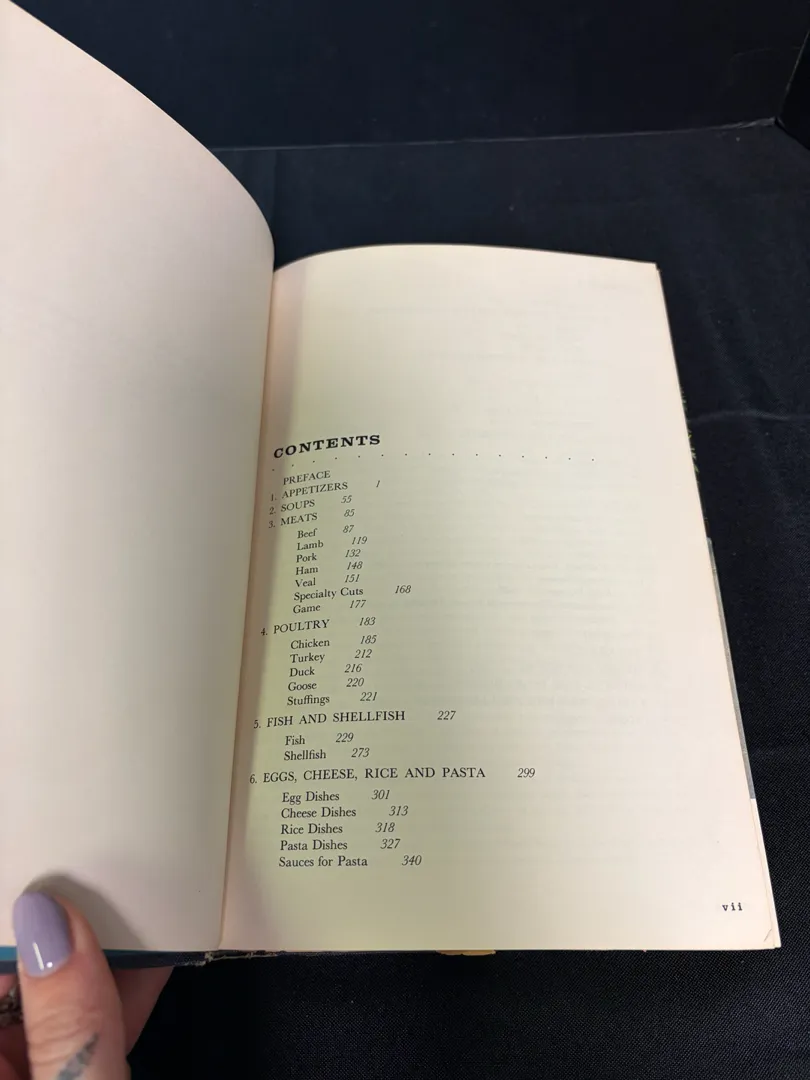 CONTENTS
PREFACE
1. APPETIZERS 1
2. SOUPS 55
3. MEATS 85
Beef 87
Lamb 119
Pork 132
Ham 148
Veal 151
Specialty Cuts 168
Game 177
4. POULTRY 183
Chicken 185
Turkey 212
Duck 216
Goose 220
Stuffings 221
5. FISH AND SHELLFISH 227
Fish 229
Shellfish 273
6. EGGS, CHEESE, RICE AND PASTA 299
Egg Dishes 301
Cheese Dishes 313
Rice Dishes 318
Pasta Dishes 327
Sauces for Pasta 340
vii